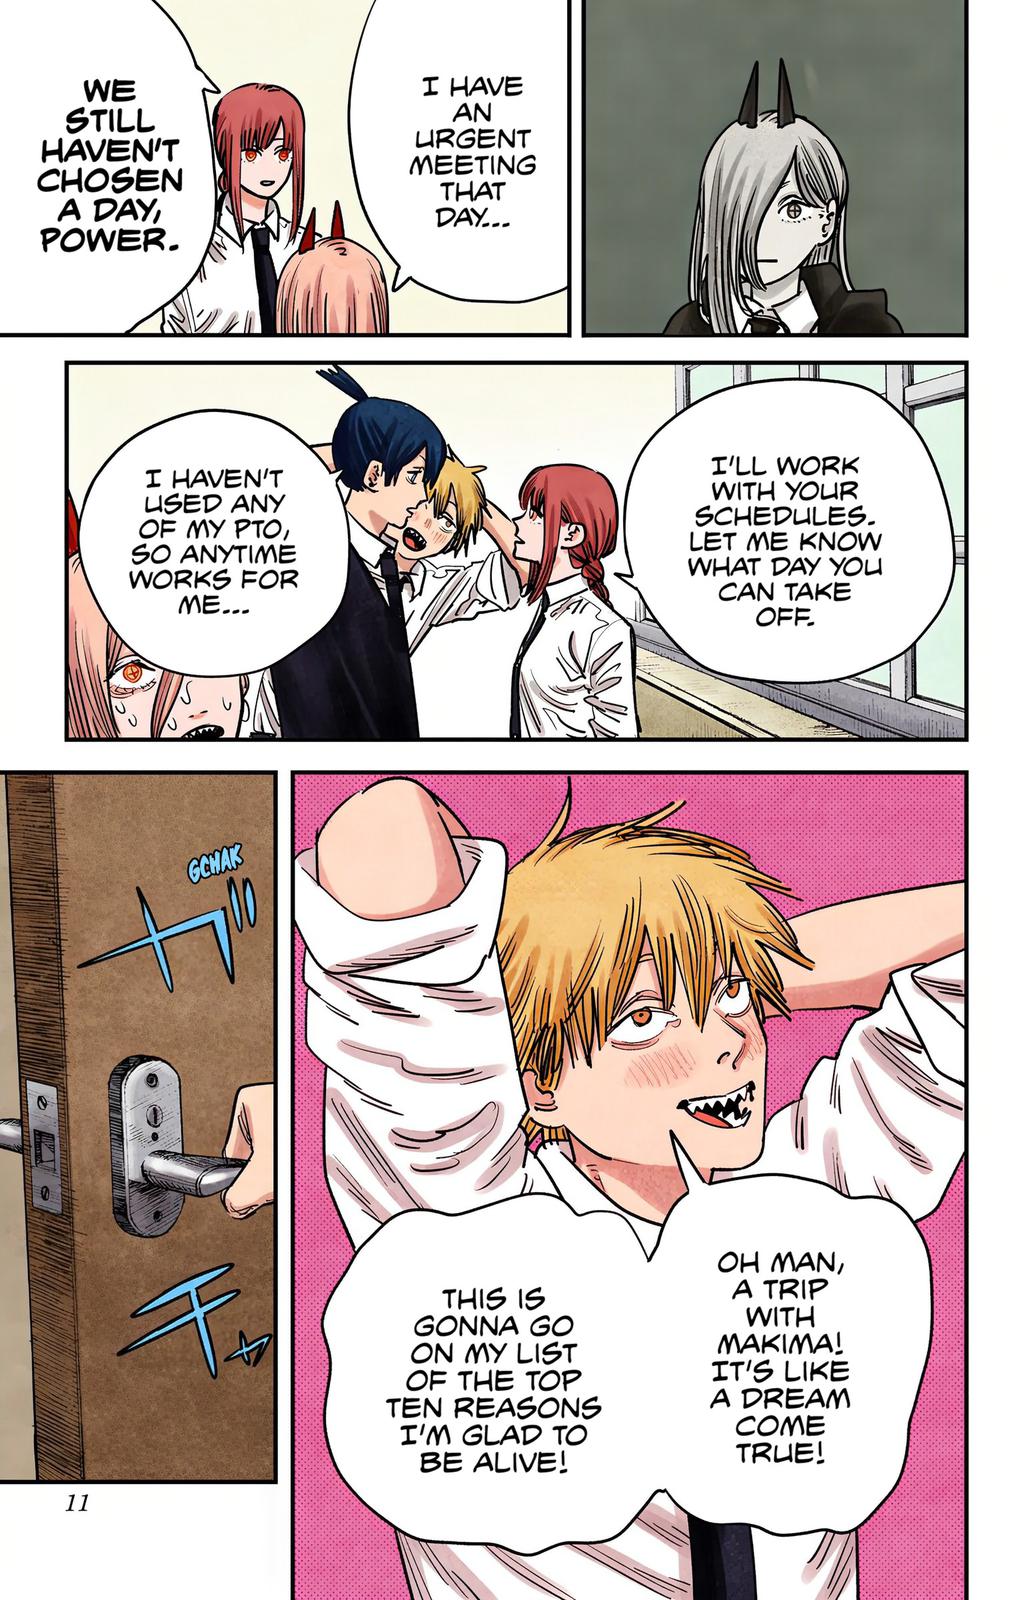 I HAVE
AN
URGENT
MEETING
THAT
DAY...
WE
STILL
HAVEN'T
CHOSEN
A DAY,
POWER.
I'LL WORK
WITH YOUR
SCHEDULES.
LET ME KNOW
WHAT DAY YOU
CAN TAKE
OFF.
I HAVEN'T
USED ANY
OF MY PTO,
SO ANYTIME
WORKS FOR
ME...
OH MAN,
A TRIP
WITH
MAKIMA!
IT'S LIKE
A DREAM
COME
TRUE!
THIS IS
GONNA GO
ON MY LIST
OF THE TOP
TEN REASONS
I'M GLAD TO
BE ALIVE!
GCHAK
ガチャ
11